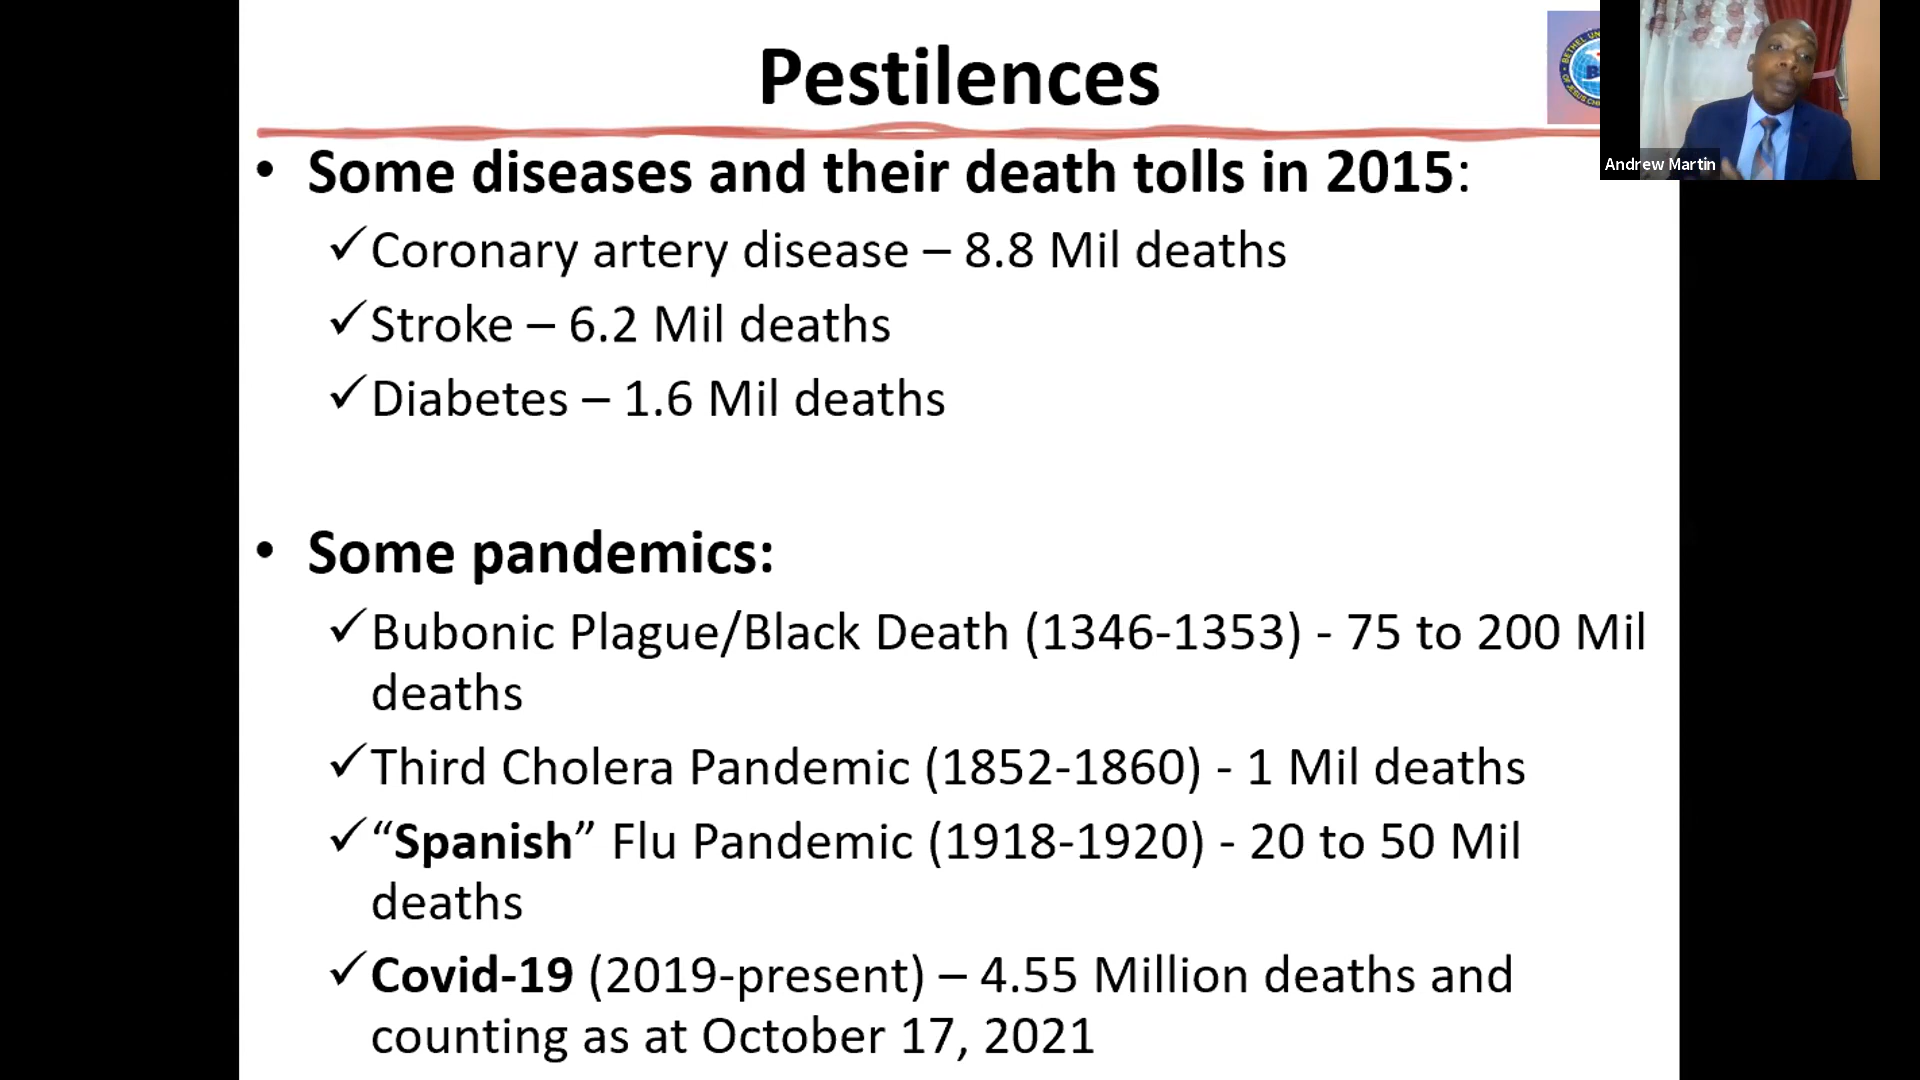 Pestilences
• Some diseases and their death tolls in 2015:
✓Coronary artery disease – 8.8 Mil deaths
✓Stroke – 6.2 Mil deaths
✓Diabetes – 1.6 Mil deaths
• Some pandemics:
✓Bubonic Plague/Black Death (1346-1353) - 75 to 200 Mil
deaths
✓Third Cholera Pandemic (1852-1860) - 1 Mil deaths
✓“Spanish” Flu Pandemic (1918-1920) - 20 to 50 Mil
deaths
✓Covid-19 (2019-present) – 4.55 Million deaths and
counting as at October 17, 2021
BETHEL
Andrew Martin